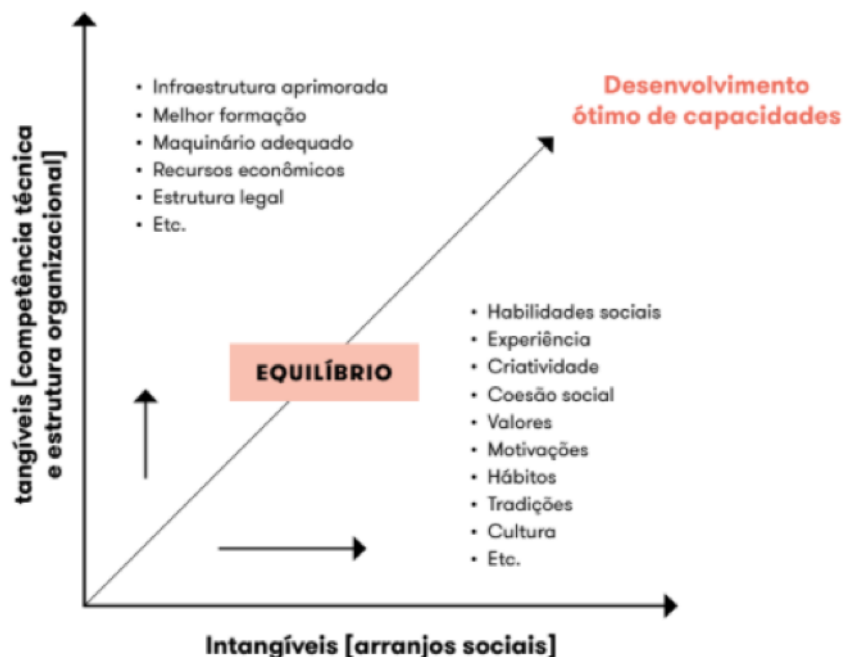 • Infraestrutura aprimorada
• Melhor formação
• Maquinário adequado
• Recursos econômicos
• Estrutura legal
• Etc.
Desenvolvimento
ótimo de capacidades
tangíveis [competência técnica
e estrutura organizacional]
EQUILÍBRIO
• Habilidades sociais
• Experiência
• Criatividade
• Coesão social
• Valores
• Motivações
• Hábitos
• Tradições
• Cultura
• Etc.
Intangíveis [arranjos sociais]